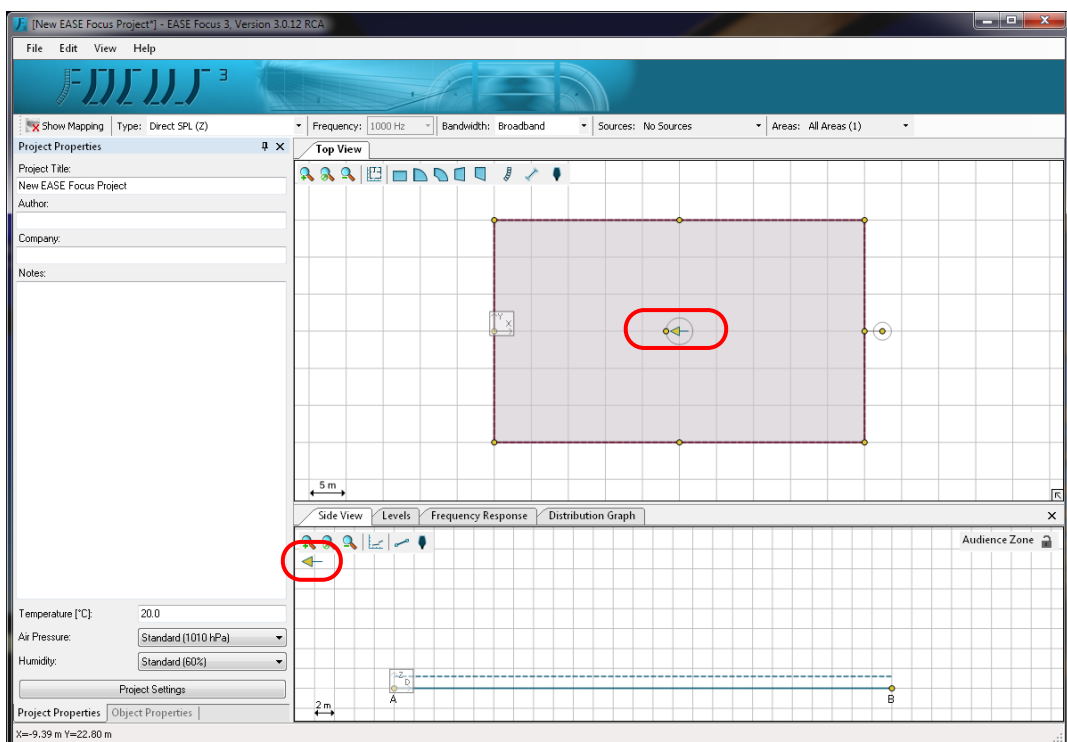 [New EASE Focus Project*] - EASE Focus 3, Version 3.0.12 RCA
File Edit View Help
FOCUS 3
Show Mapping Type: Direct SPL (Z) Frequency: 1000 Hz Bandwidth: Broadband Sources: No Sources Areas: All Areas (1)
Project Properties
Project Title:
New EASE Focus Project
Author:
Company:
Notes:
Temperature [°C]: 20.0
Air Pressure: Standard (1010 hPa)
Humidity: Standard (60%)
Project Settings
Project Properties Object Properties
X=-9.39 m Y=22.80 m
Top View
Y
X
5 m
Side View Levels Frequency Response Distribution Graph
Audience Zone
Z
D
A
B
2 m